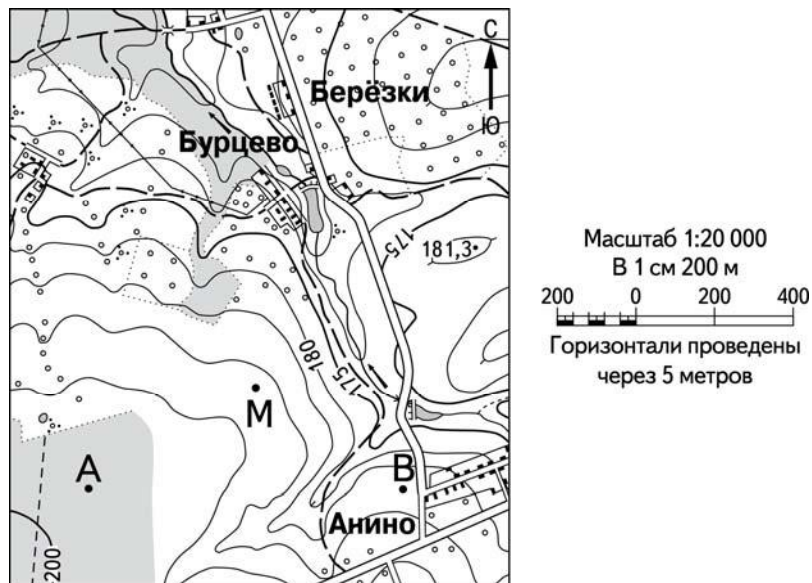 С
Ю
Берёзки
Бурцево
175
181,3
180
175
М
А
В
Анино
200
Масштаб 1:20 000
В 1 см 200 м
200 0 200 400
Горизонтали проведены
через 5 метров